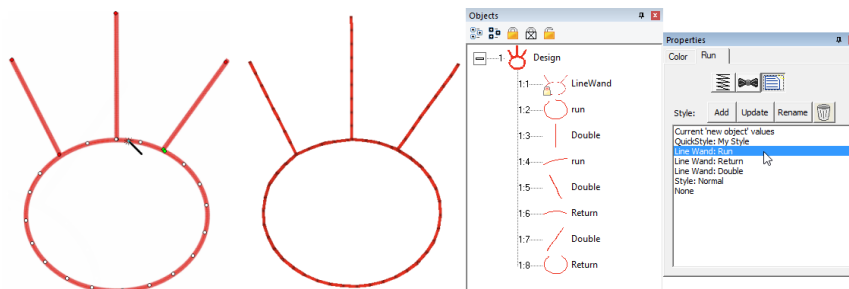 Objects
1 Design
1:1 LineWand
1:2 run
1:3 Double
1:4 run
1:5 Double
1:6 Return
1:7 Double
1:8 Return
Properties
Color Run
Style: Add Update Rename
Current 'new object' values
QuickStyle: My Style
Line Wand: Run
Line Wand: Return
Line Wand: Double
Style: Normal
None